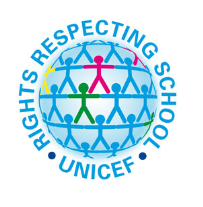 RIGHTS RESPECTING SCHOOL
• UNICEF •